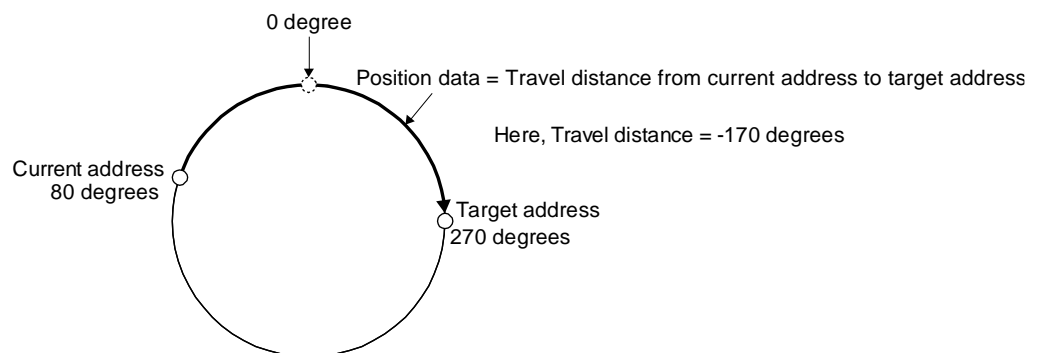 0 degree
Position data = Travel distance from current address to target address
Here, Travel distance = -170 degrees
Current address
80 degrees
Target address
270 degrees